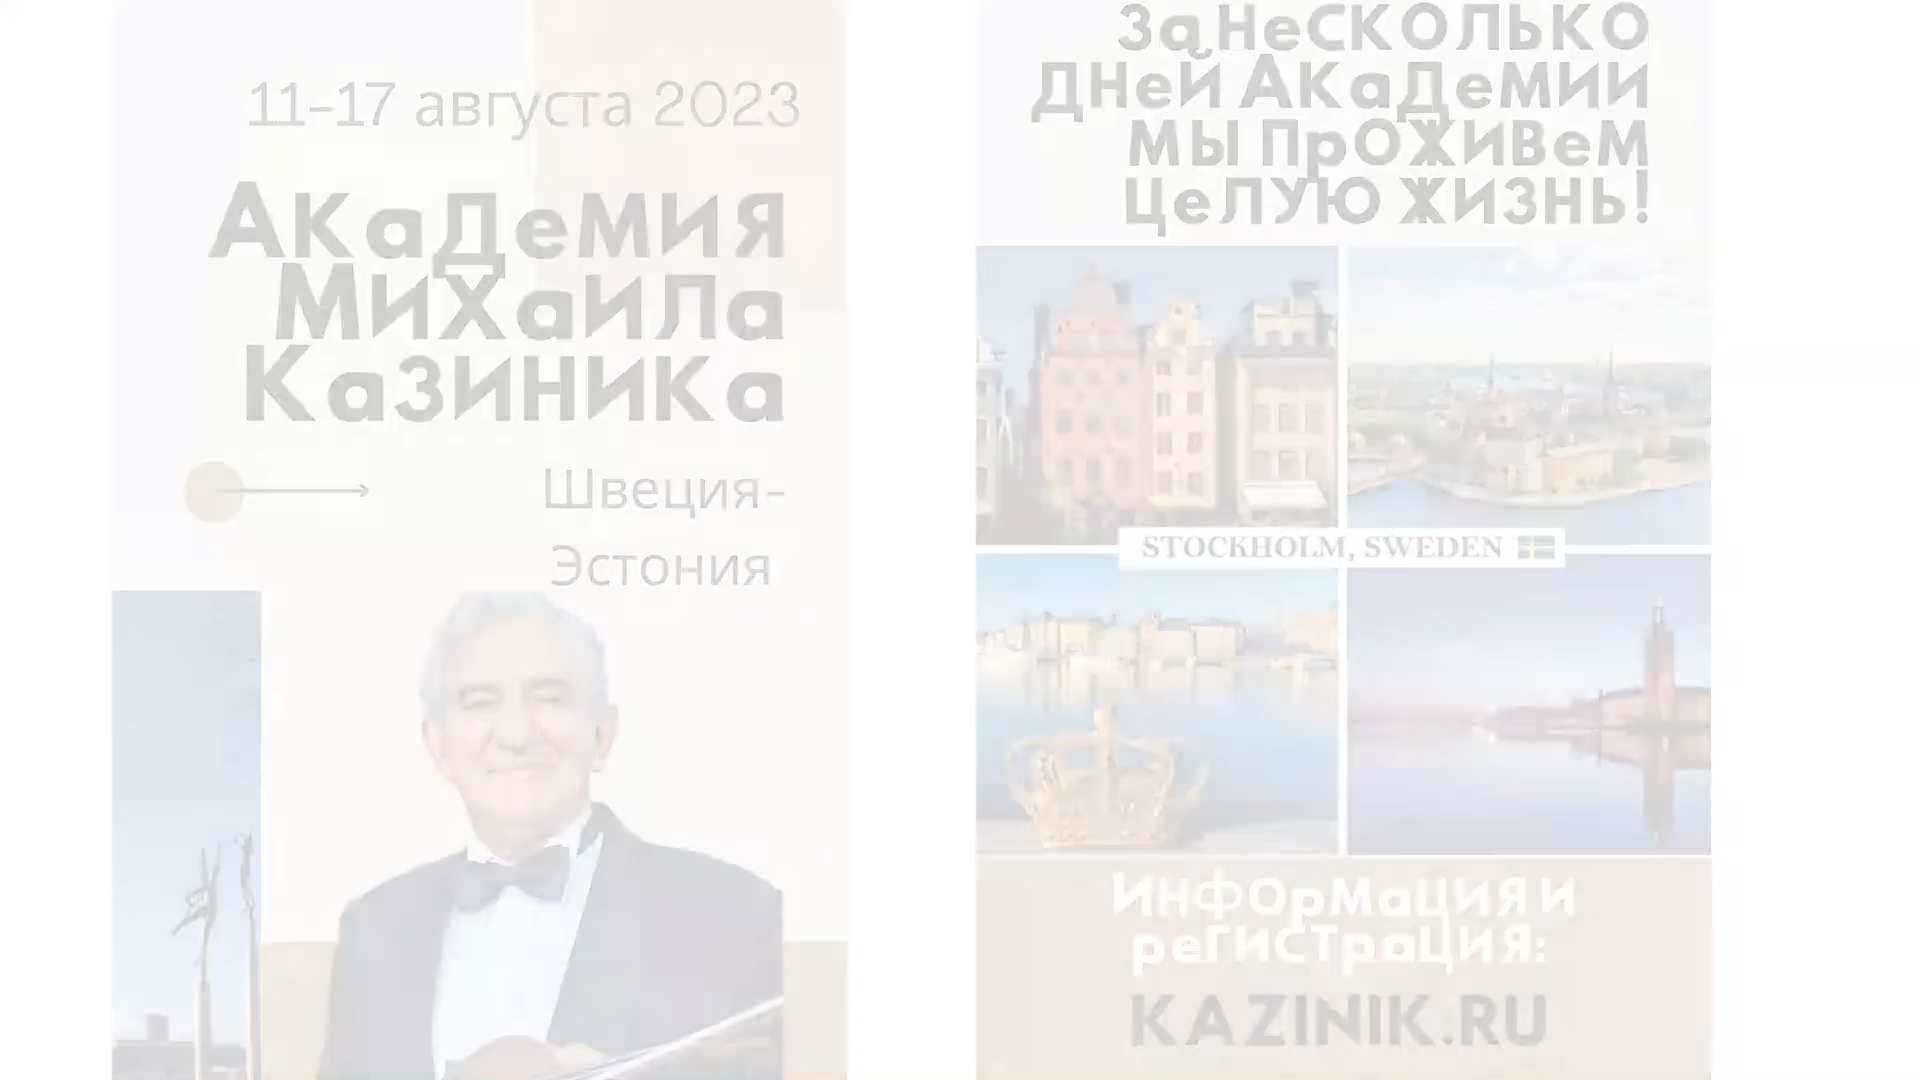 11-17 августа 2023
Академия
Михаила
Казиника
Швеция-
Эстония
За несколько
дней Академии
мы проживем
целую жизнь!
STOCKHOLM, SWEDEN
Информация и
регистрация:
KAZINIK.RU